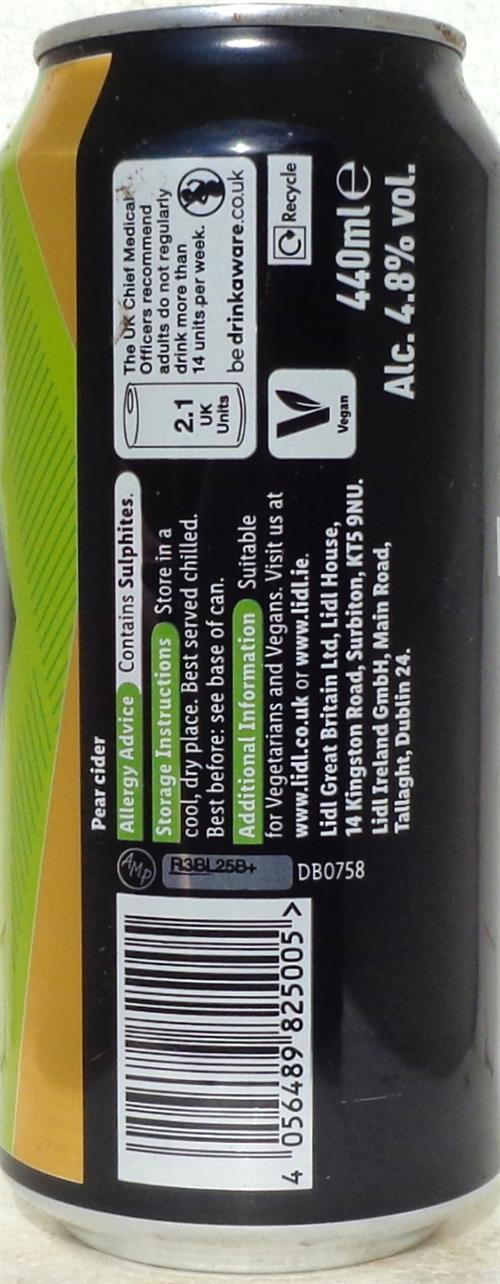 Pear cider
Allergy Advice Contains Sulphites.
Storage Instructions Store in a
cool, dry place. Best served chilled.
Best before: see base of can.
Additional Information Suitable
for Vegetarians and Vegans. Visit us at
www.lidl.co.uk or www.lidl.ie.
Lidl Great Britain Ltd, Lidl House,
14 Kingston Road, Surbiton, KT5 9NU.
Lidl Ireland GmbH, Main Road,
Tallaght, Dublin 24.
2.1
UK
Units
The UK Chief Medical
Officers recommend
adults do not regularly
drink more than
14 units per week.
bedrinkaware.co.uk
Vegan
Recycle
440ml e
Alc. 4.8% vol.
AMP
R3BL25B+
DB0758
4 056489 825005 >